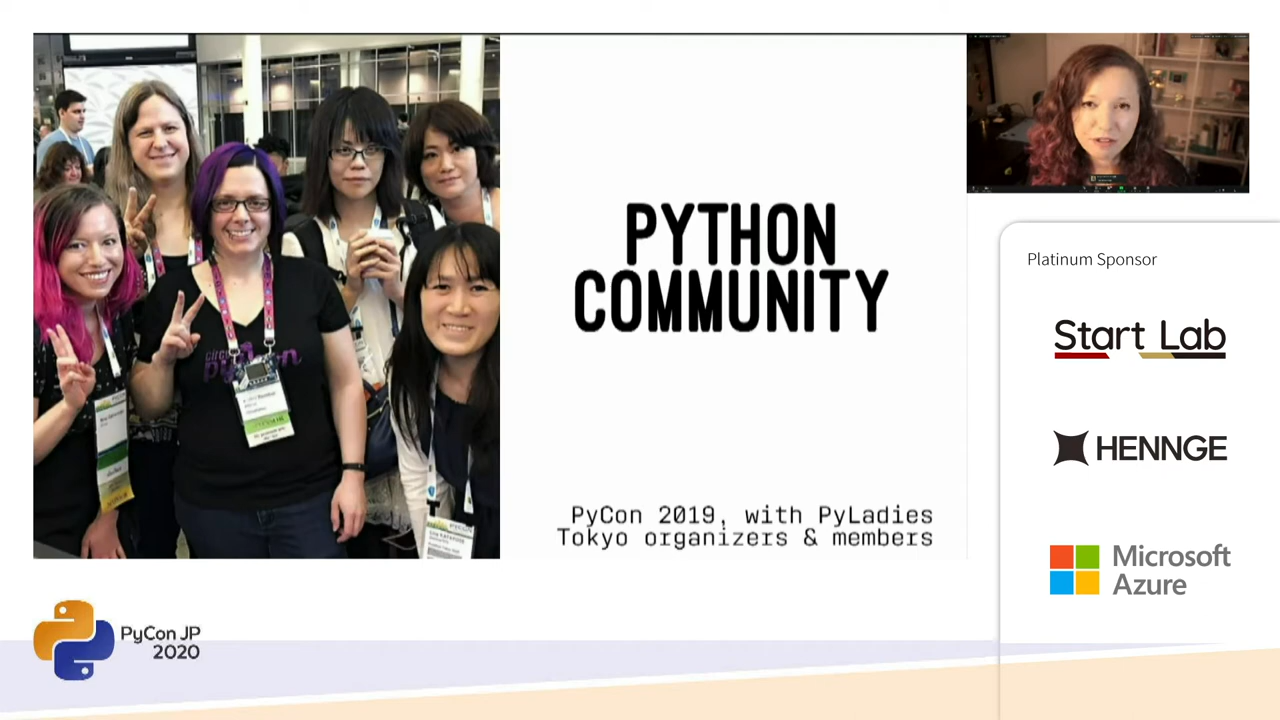 PYTHON
COMMUNITY
PyCon 2019, with PyLadies
Tokyo organizers & members
Platinum Sponsor
Start Lab
HENNGE
Microsoft
Azure
PyCon JP
2020